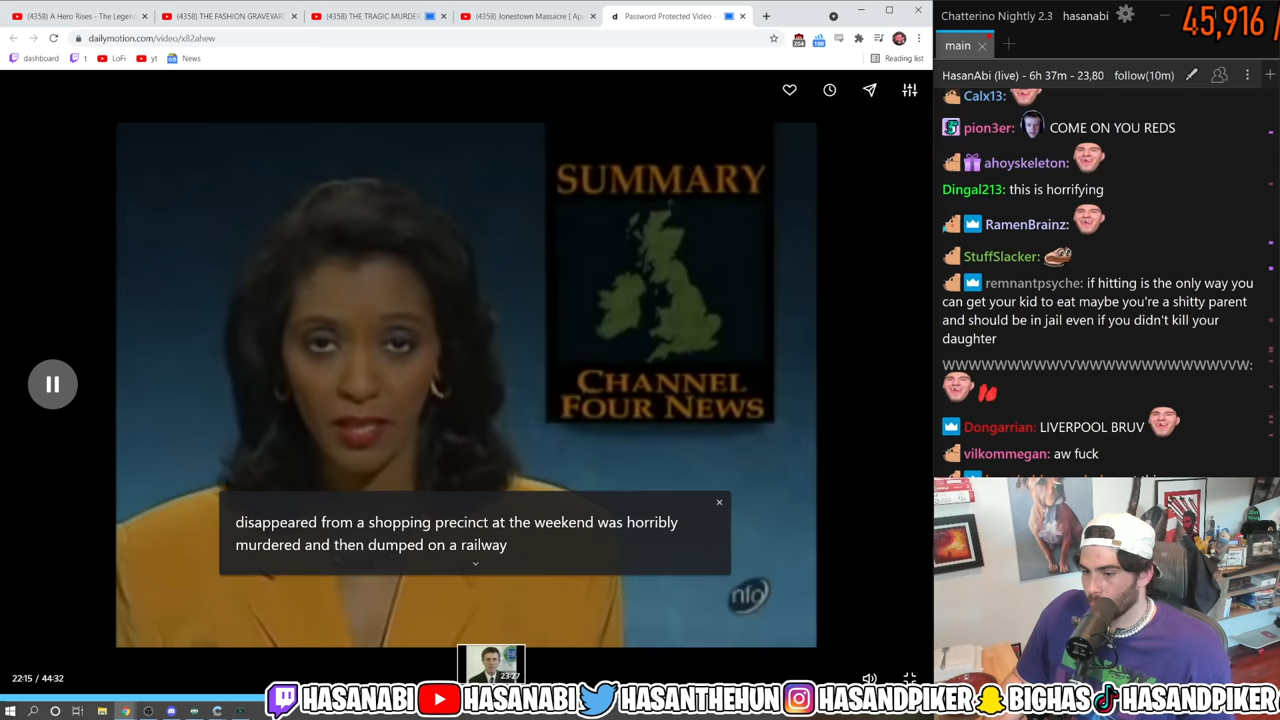 (4358) A Hero Rises - The Legen
(4358) THE FASHION GRAVEYAR
(4358) THE TRAGIC MURDER
(4358) Jonestown Massacre [ Ap
Password Protected Video -
dailymotion.com/video/x82ahew
204
198
dashboard
t
LoFi
yt
News
Reading list
SUMMARY
CHANNEL
FOUR NEWS
disappeared from a shopping precinct at the weekend was horribly
murdered and then dumped on a railway
nfo
22:15 / 44:32
23:27
Chatterino Nightly 2.3
hasanabi
45,916 /
main
HasanAbi (live) - 6h 37m - 23,80
follow(10m)
Calx13:
pion3er: COME ON YOU REDS
ahoyskeleton:
Dingal213: this is horrifying
RamenBrainz:
StuffSlacker:
remnantpsyche: if hitting is the only way you
can get your kid to eat maybe you're a shitty parent
and should be in jail even if you didn't kill your
daughter
Dongarrian: LIVERPOOL BRUV
vilkommegan: aw fuck
HASANABI
HASANABI
HASANTHEHUN
HASANDPIKER
BIGHAS
HASANDPIKER